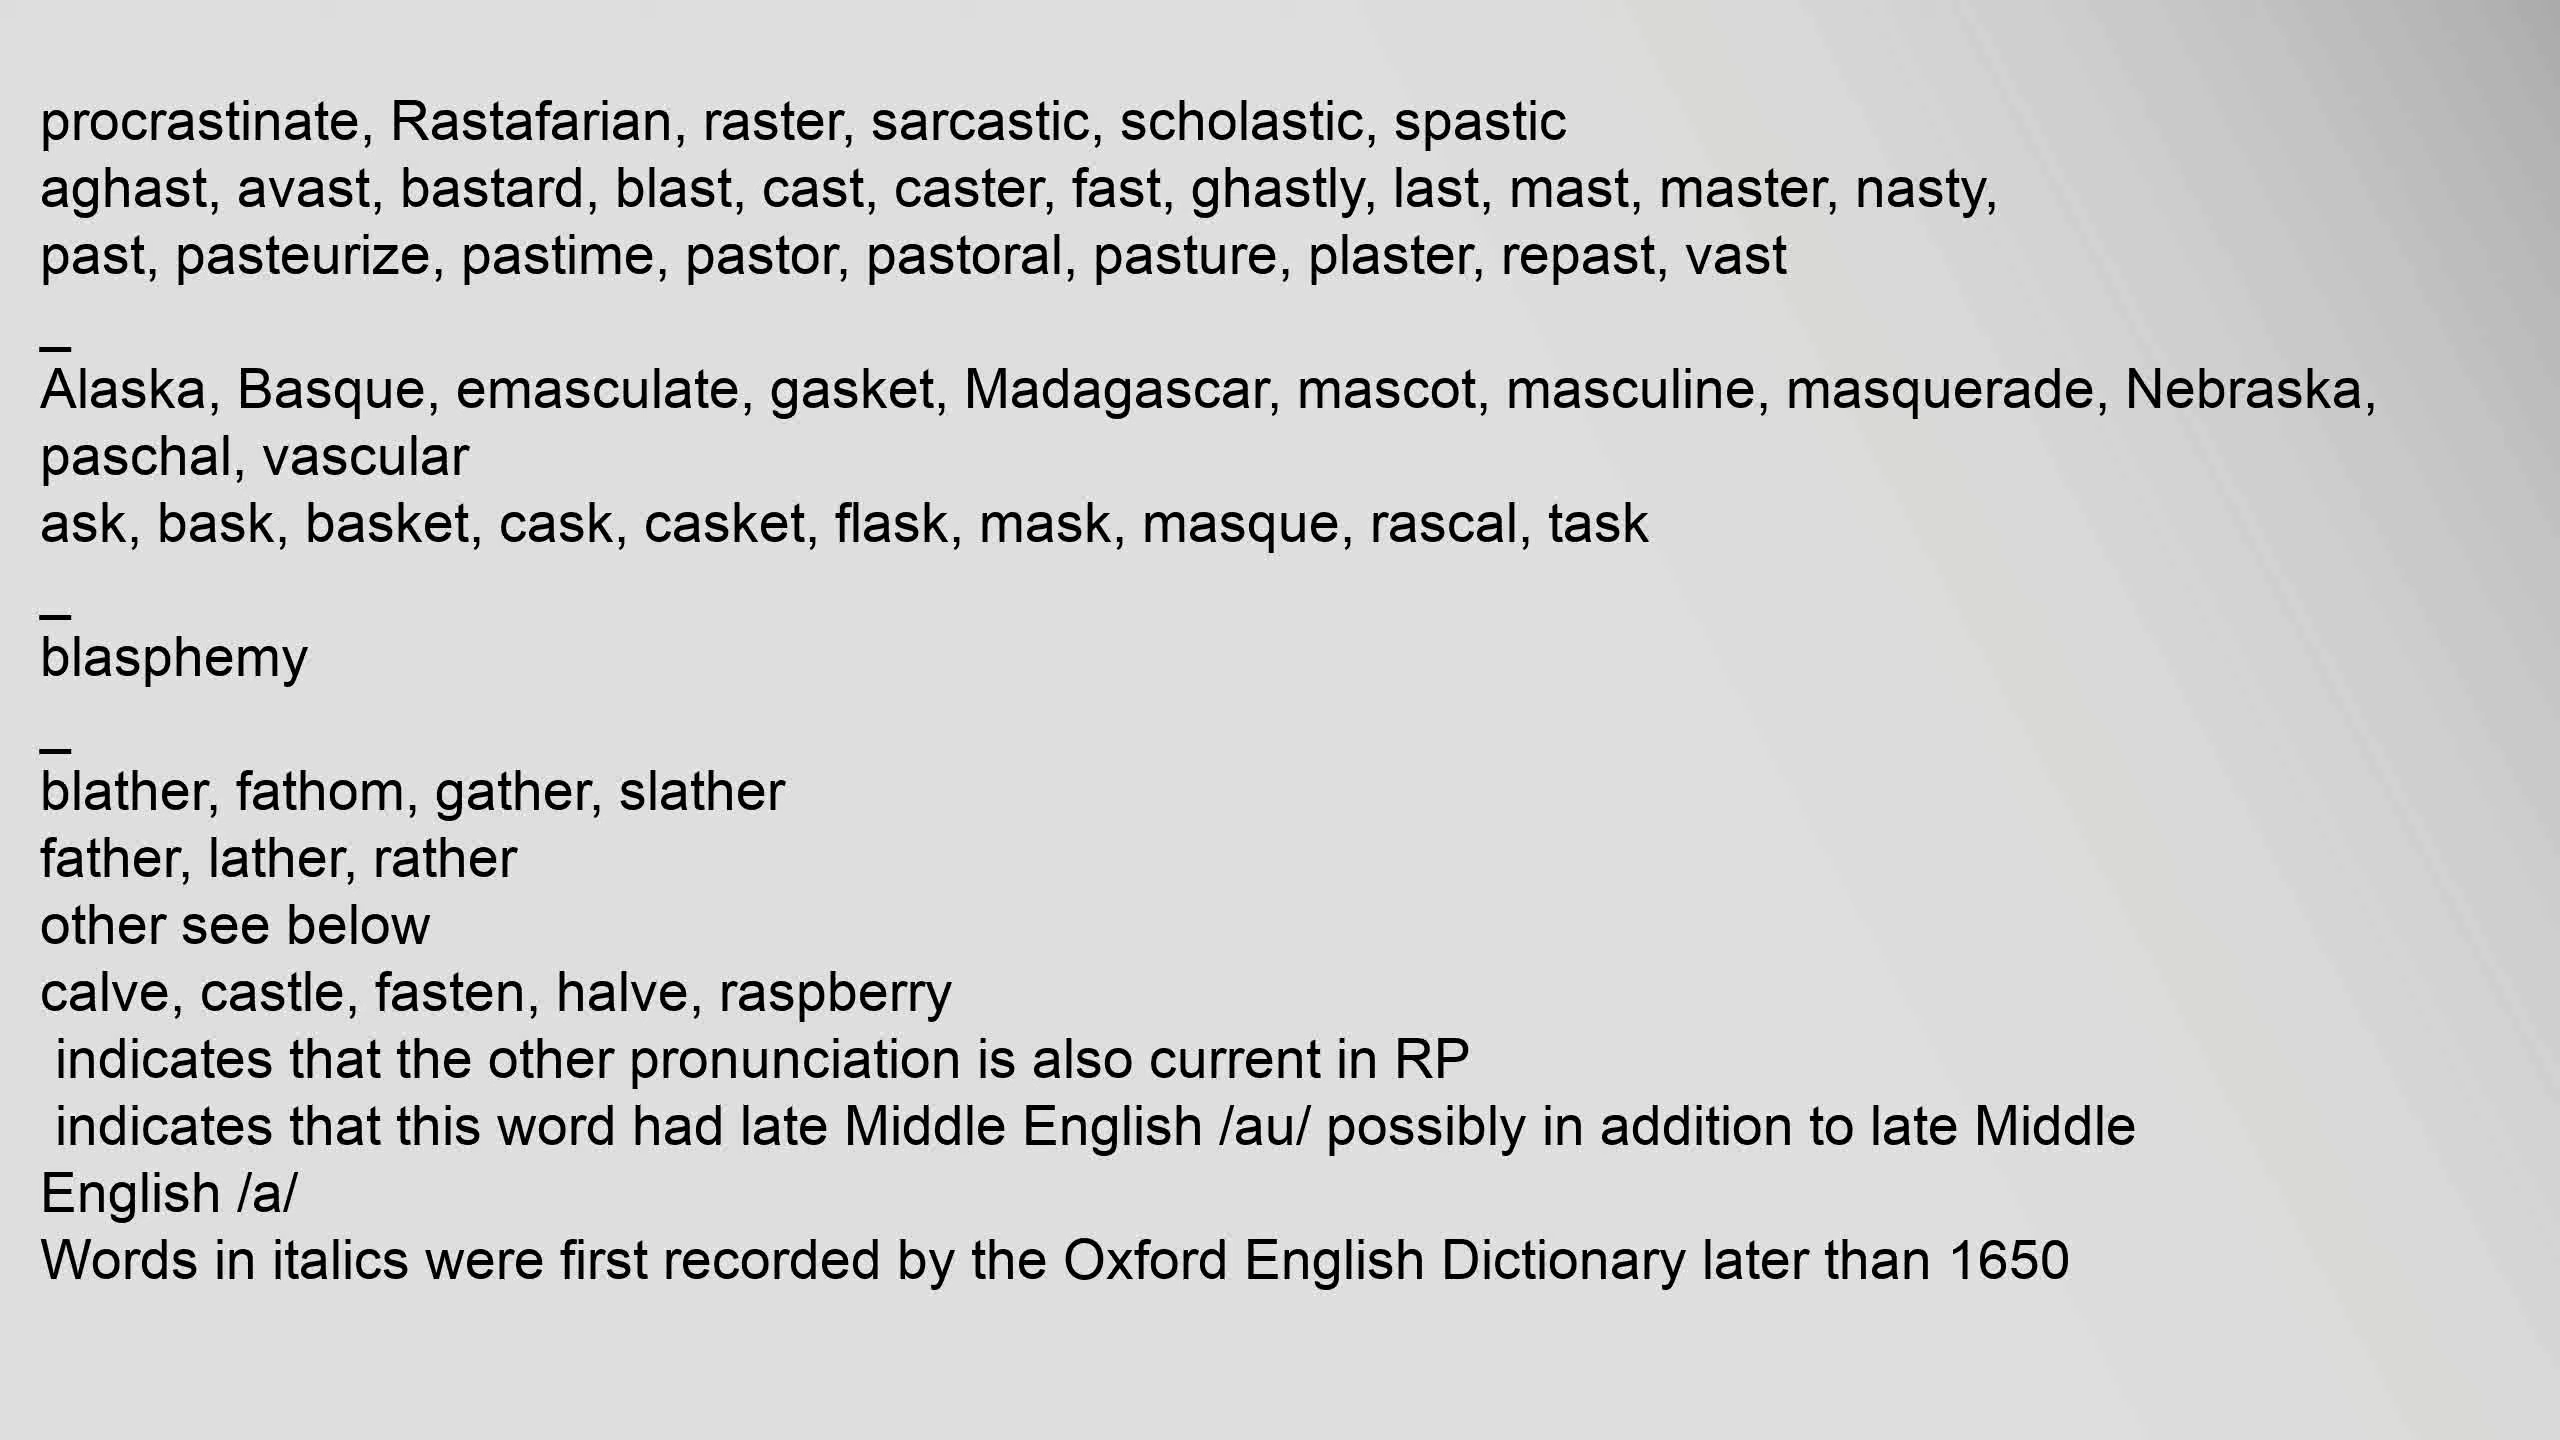 procrastinate, Rastafarian, raster, sarcastic, scholastic, spastic
aghast, avast, bastard, blast, cast, caster, fast, ghastly, last, mast, master, nasty,
past, pasteurize, pastime, pastor, pastoral, pasture, plaster, repast, vast
_
Alaska, Basque, emasculate, gasket, Madagascar, mascot, masculine, masquerade, Nebraska,
paschal, vascular
ask, bask, basket, cask, casket, flask, mask, masque, rascal, task
_
blasphemy
_
blather, fathom, gather, slather
father, lather, rather
other see below
calve, castle, fasten, halve, raspberry
indicates that the other pronunciation is also current in RP
indicates that this word had late Middle English /au/ possibly in addition to late Middle
English /a/
Words in italics were first recorded by the Oxford English Dictionary later than 1650